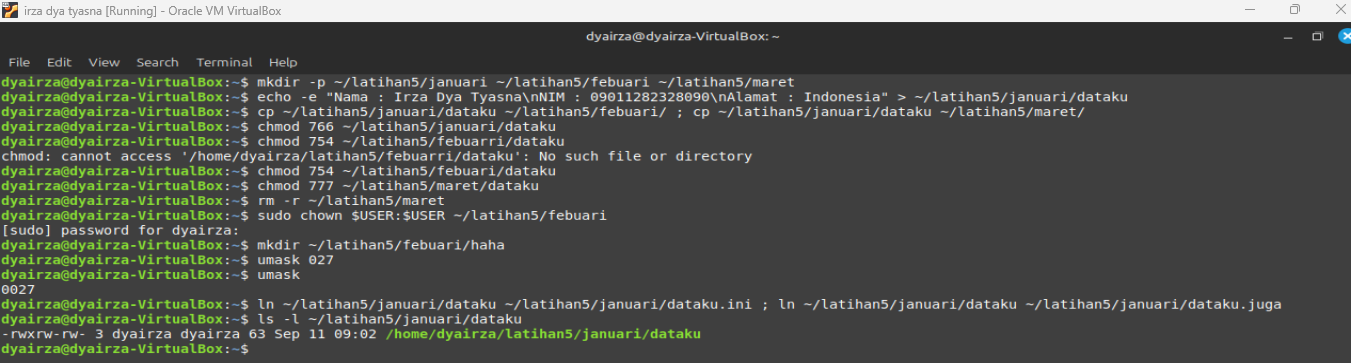 irza dya tyasna [Running] - Oracle VM VirtualBox
dyairza@dyairza-VirtualBox: ~
File Edit View Search Terminal Help
dyairza@dyairza-VirtualBox:~$ mkdir -p ~/latihan5/januari ~/latihan5/febuari ~/latihan5/maret
dyairza@dyairza-VirtualBox:~$ echo -e "Nama : Irza Dya Tyasna\nNIM : 09011282328090\nAlamat : Indonesia" > ~/latihan5/januari/dataku
dyairza@dyairza-VirtualBox:~$ cp ~/latihan5/januari/dataku ~/latihan5/febuari/ ; cp ~/latihan5/januari/dataku ~/latihan5/maret/
dyairza@dyairza-VirtualBox:~$ chmod 766 ~/latihan5/januari/dataku
dyairza@dyairza-VirtualBox:~$ chmod 754 ~/latihan5/febuarri/dataku
chmod: cannot access '/home/dyairza/latihan5/febuarri/dataku': No such file or directory
dyairza@dyairza-VirtualBox:~$ chmod 754 ~/latihan5/febuari/dataku
dyairza@dyairza-VirtualBox:~$ chmod 777 ~/latihan5/maret/dataku
dyairza@dyairza-VirtualBox:~$ rm -r ~/latihan5/maret
dyairza@dyairza-VirtualBox:~$ sudo chown $USER:$USER ~/latihan5/febuari
[sudo] password for dyairza:
dyairza@dyairza-VirtualBox:~$ mkdir ~/latihan5/febuari/haha
dyairza@dyairza-VirtualBox:~$ umask 027
dyairza@dyairza-VirtualBox:~$ umask
0027
dyairza@dyairza-VirtualBox:~$ ln ~/latihan5/januari/dataku ~/latihan5/januari/dataku.ini ; ln ~/latihan5/januari/dataku ~/latihan5/januari/dataku.juga
dyairza@dyairza-VirtualBox:~$ ls -l ~/latihan5/januari/dataku
-rwxrw-rw- 3 dyairza dyairza 63 Sep 11 09:02 /home/dyairza/latihan5/januari/dataku
dyairza@dyairza-VirtualBox:~$